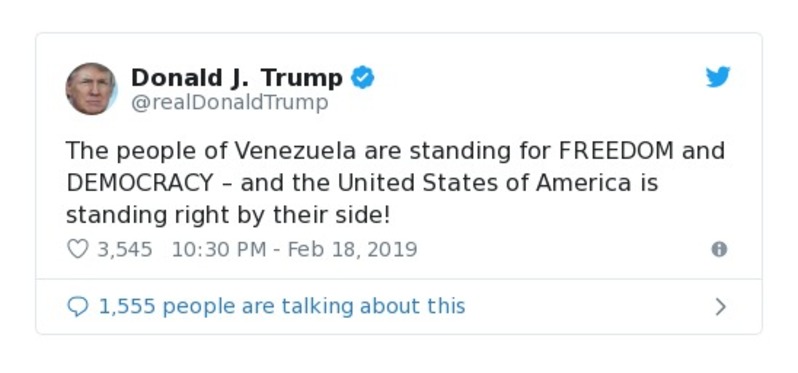 Donald J. Trump
@realDonaldTrump
The people of Venezuela are standing for FREEDOM and
DEMOCRACY – and the United States of America is
standing right by their side!
3,545 10:30 PM - Feb 18, 2019
1,555 people are talking about this